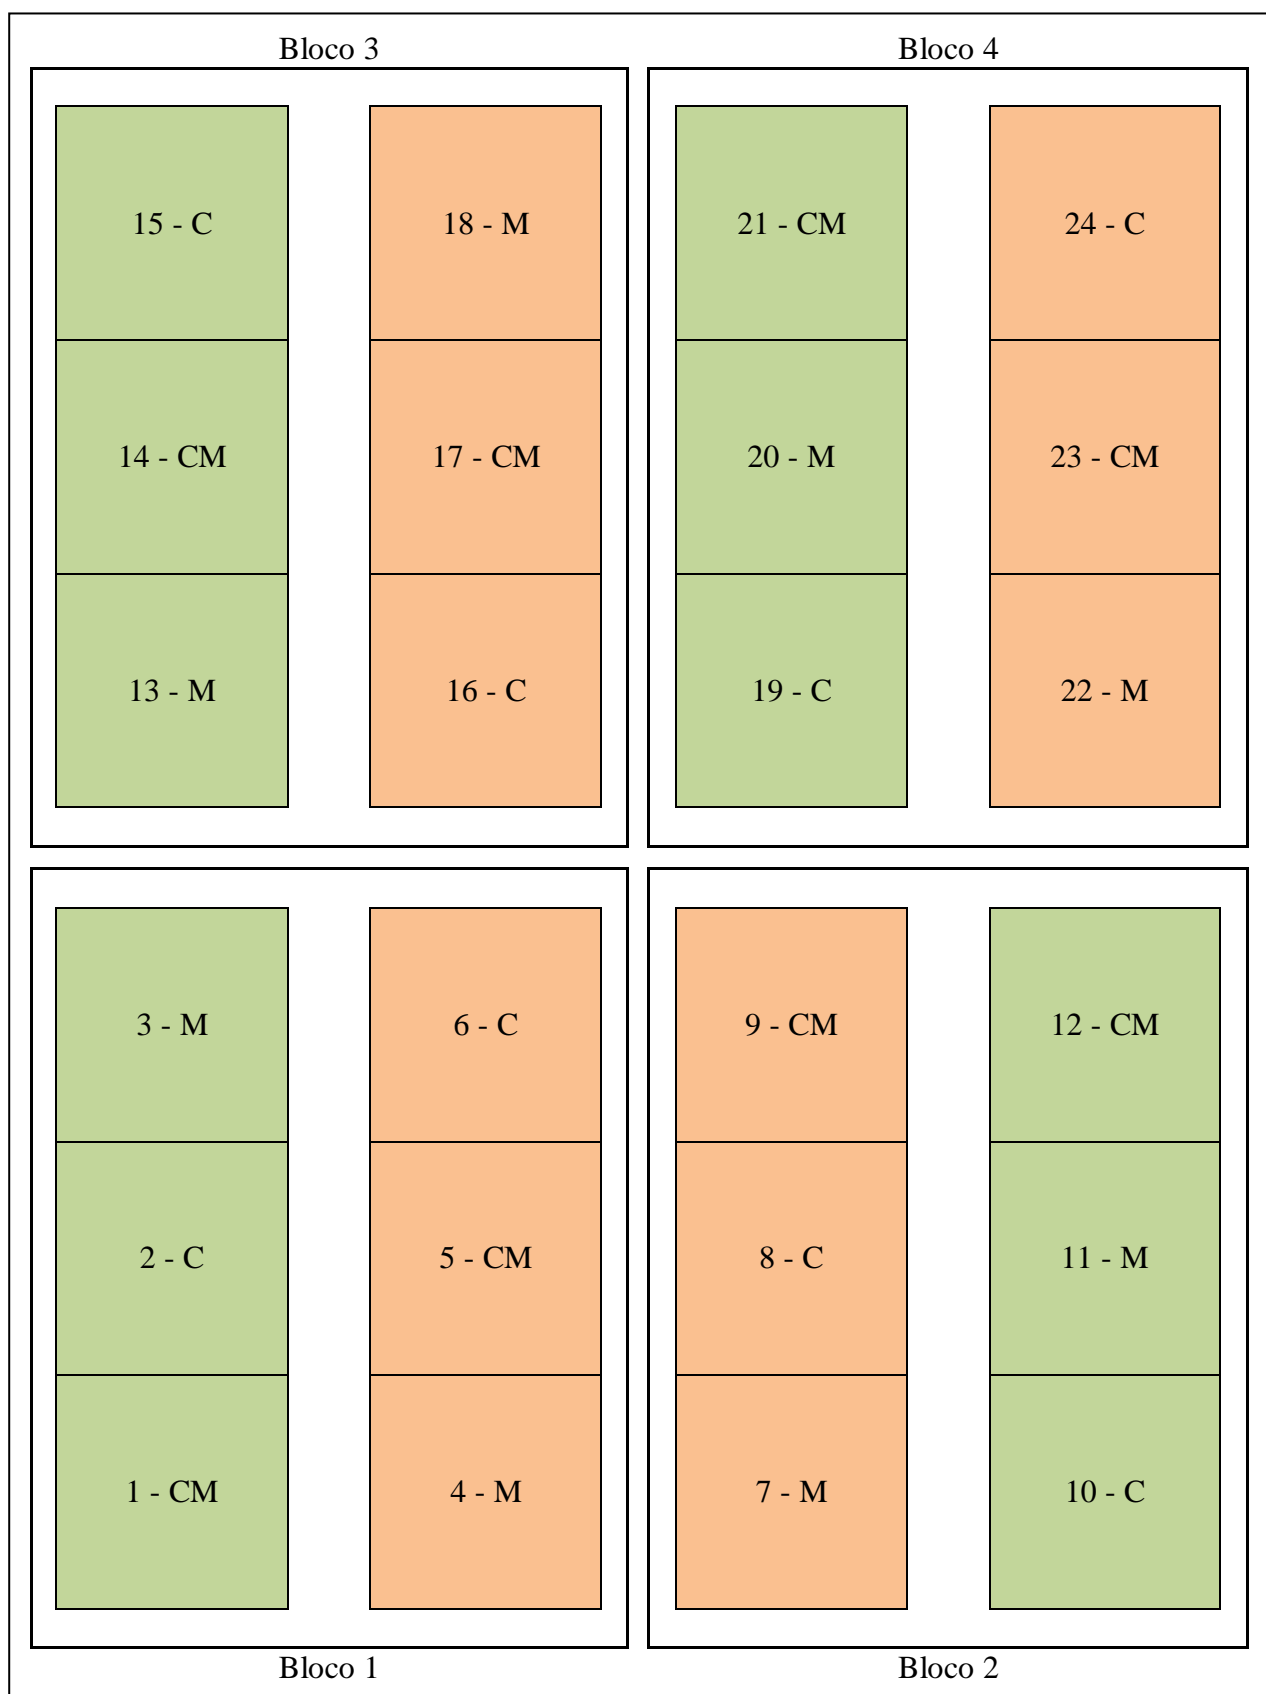 Bloco 3
Bloco 4
15 - C
18 - M
21 - CM
24 - C
14 - CM
17 - CM
20 - M
23 - CM
13 - M
16 - C
19 - C
22 - M
3 - M
6 - C
9 - CM
12 - CM
2 - C
5 - CM
8 - C
11 - M
1 - CM
4 - M
7 - M
10 - C
Bloco 1
Bloco 2